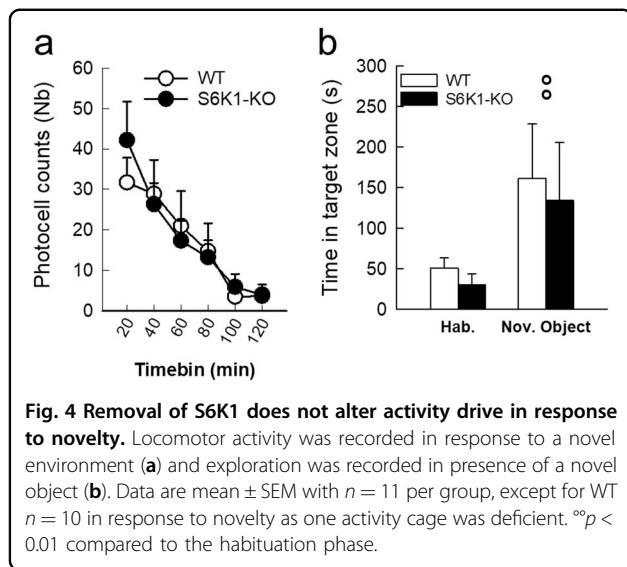 a
Photocell counts (Nb)
60
50
40
30
20
10
0
WT
S6K1-KO
20
40
60
80
100
120
Timebin (min)
b
Time in target zone (s)
300
250
200
150
100
50
0
WT
S6K1-KO
°°
Hab. Nov. Object
Fig. 4 Removal of S6K1 does not alter activity drive in response
to novelty. Locomotor activity was recorded in response to a novel
environment (a) and exploration was recorded in presence of a novel
object (b). Data are mean ± SEM with n = 11 per group, except for WT
n = 10 in response to novelty as one activity cage was deficient. °°p <
0.01 compared to the habituation phase.